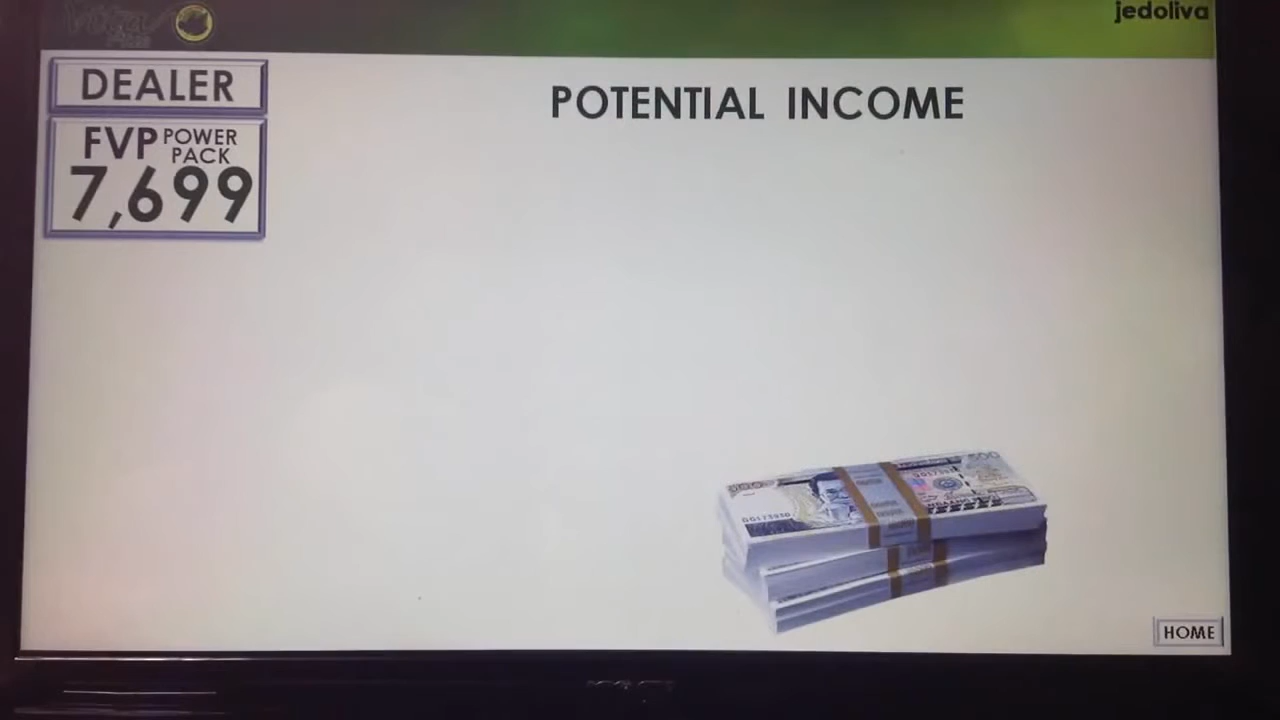 jedoliva
DEALER
POTENTIAL INCOME
FVP POWER PACK
7,699
HOME